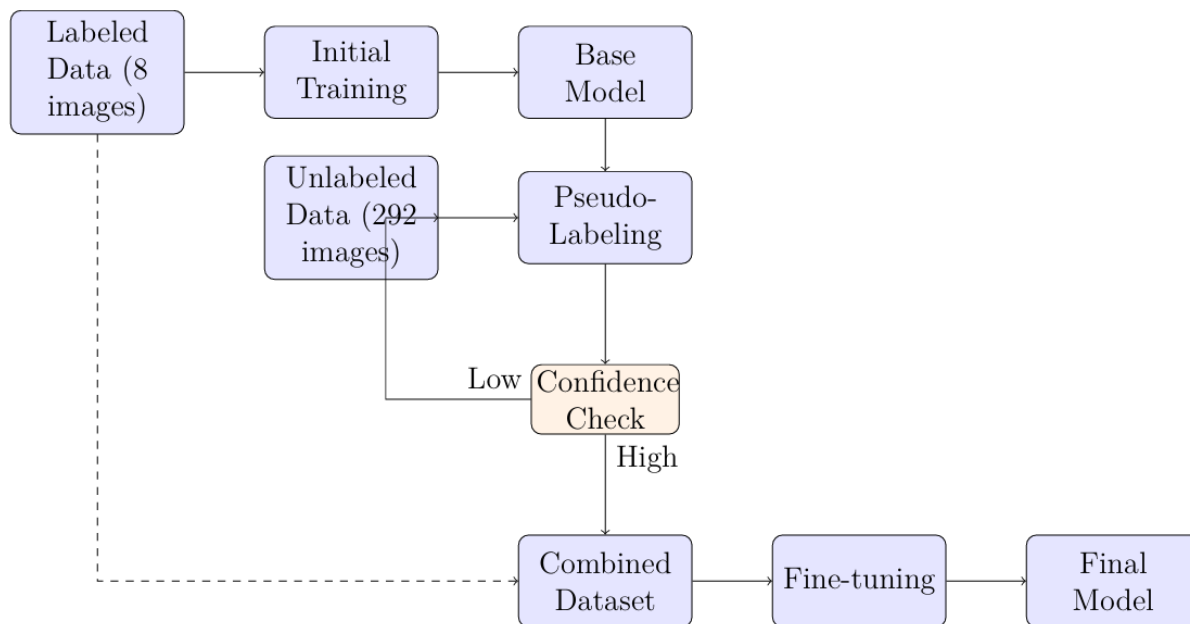 Labeled
Data (8
images)
Initial
Training
Base
Model
Unlabeled
Data (292
images)
Pseudo-
Labeling
Low
Confidence
Check
High
Combined
Dataset
Fine-tuning
Final
Model